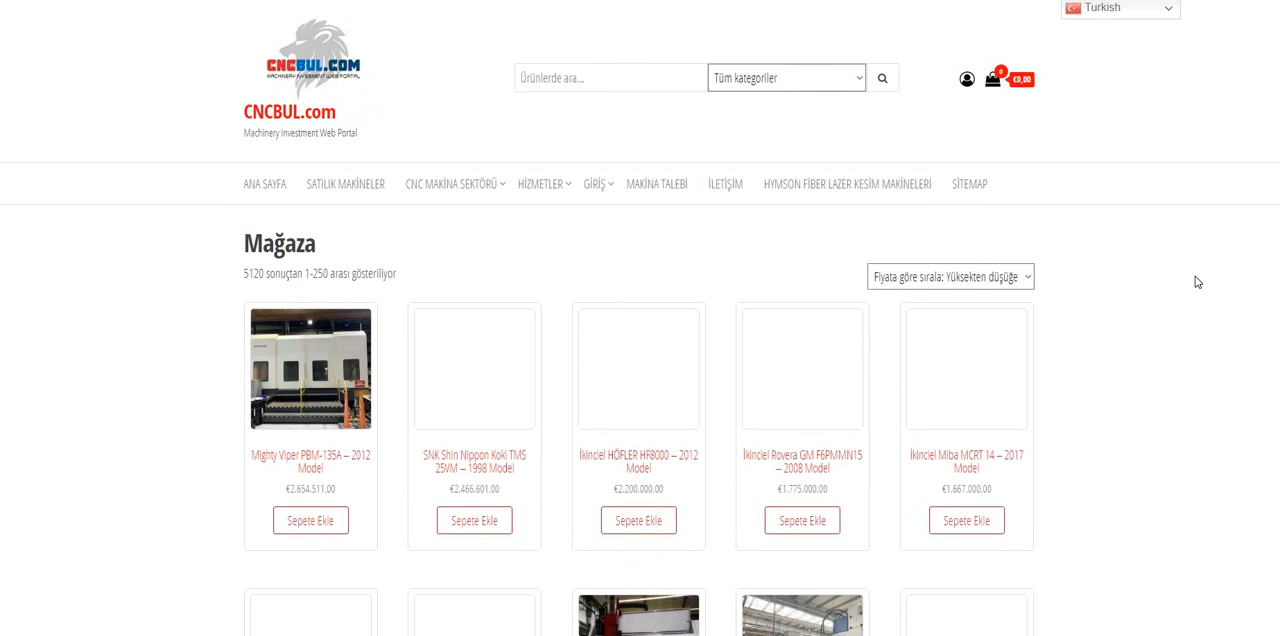 Turkish
CNCBUL.COM
MACHINERY INVESMENT WEB PORTAL
CNCBUL.com
Machinery Investment Web Portal
Ürünlerde ara...
Tüm kategoriler
0
€0,00
ANA SAYFA
SATILIK MAKİNELER
CNC MAKİNA SEKTÖRÜ
HİZMETLER
GİRİŞ
MAKİNA TALEBİ
İLETİŞİM
HYMSON FİBER LAZER KESİM MAKİNELERİ
SİTEMAP
Mağaza
5120 sonuçtan 1-250 arası gösteriliyor
Fiyata göre sırala: Yüksekten düşüğe
Mighty Viper PBM-135A – 2012
Model
€2.654.511,00
Sepete Ekle
SNK Shin Nippon Koki TMS
25VM – 1998 Model
€2.466.601,00
Sepete Ekle
İkinciel HÖFLER HF8000 – 2012
Model
€2.200.000,00
Sepete Ekle
İkinciel Rovera GM F6PMMN15
– 2008 Model
€1.775.000,00
Sepete Ekle
İkinciel Miba MCRT 14 – 2017
Model
€1.667.000,00
Sepete Ekle